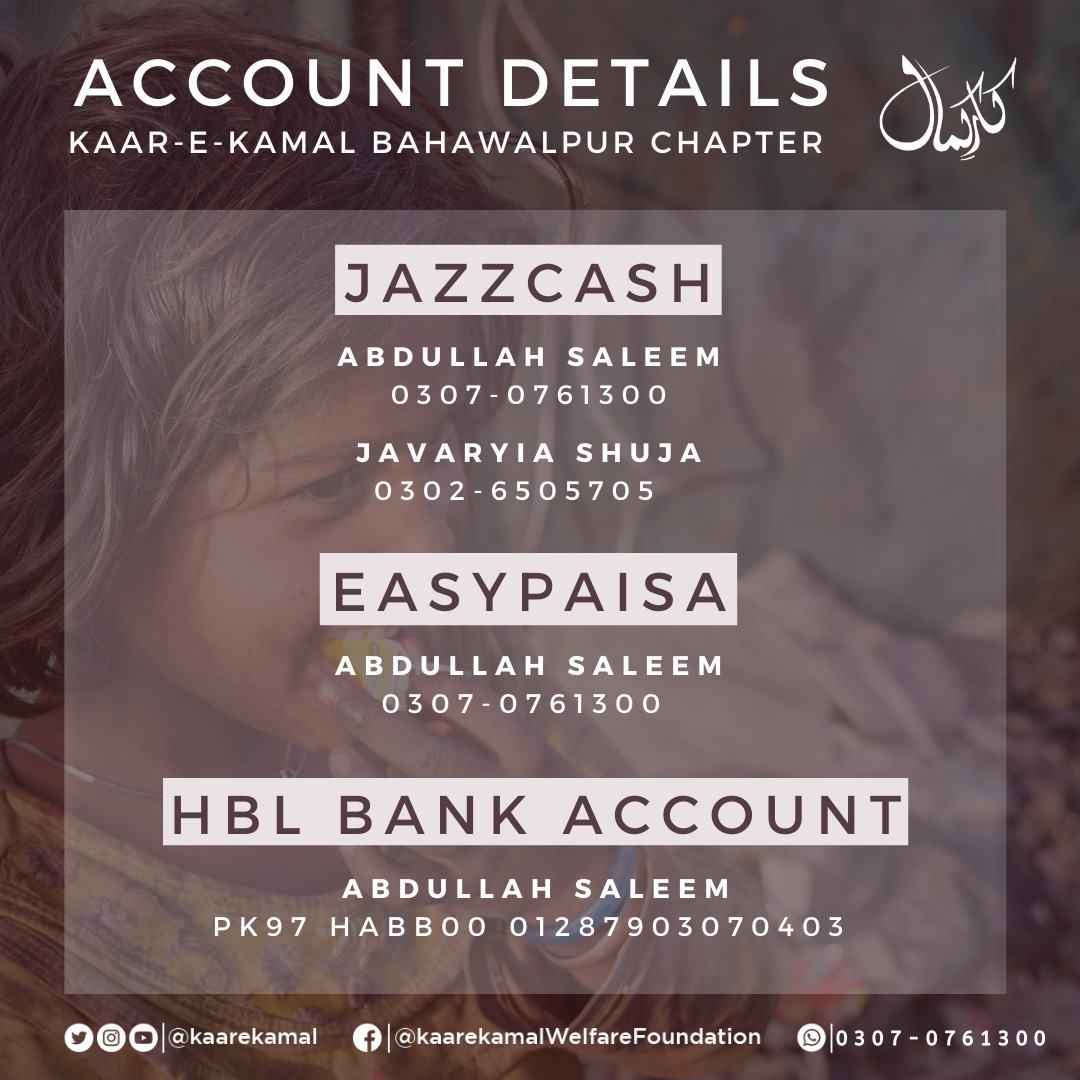 ACCOUNT DETAILS
KAAR-E-KAMAL BAHAWALPUR CHAPTER
کارِکمال
JAZZCASH
ABDULLAH SALEEM
0307-0761300
JAVARYIA SHUJA
0302-6505705
EASYPAISA
ABDULLAH SALEEM
0307-0761300
HBL BANK ACCOUNT
ABDULLAH SALEEM
PK97 HABB00 01287903070403
@kaarekamal
@kaarekamalWelfareFoundation
0307-0761300